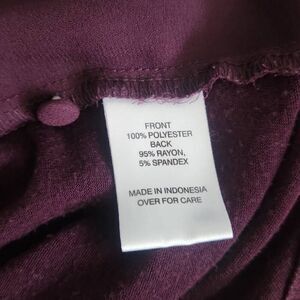 FRONT
100% POLYESTER
BACK
95% RAYON,
5% SPANDEX
MADE IN INDONESIA
OVER FOR CARE